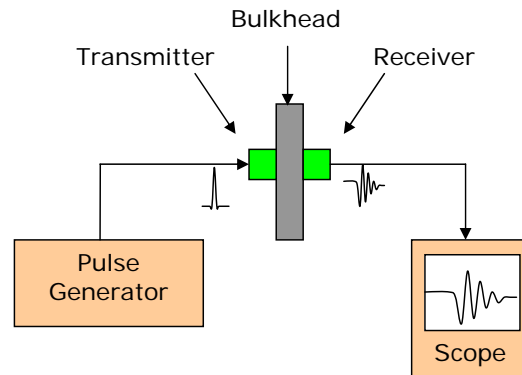 Bulkhead
Transmitter
Receiver
Pulse
Generator
Scope